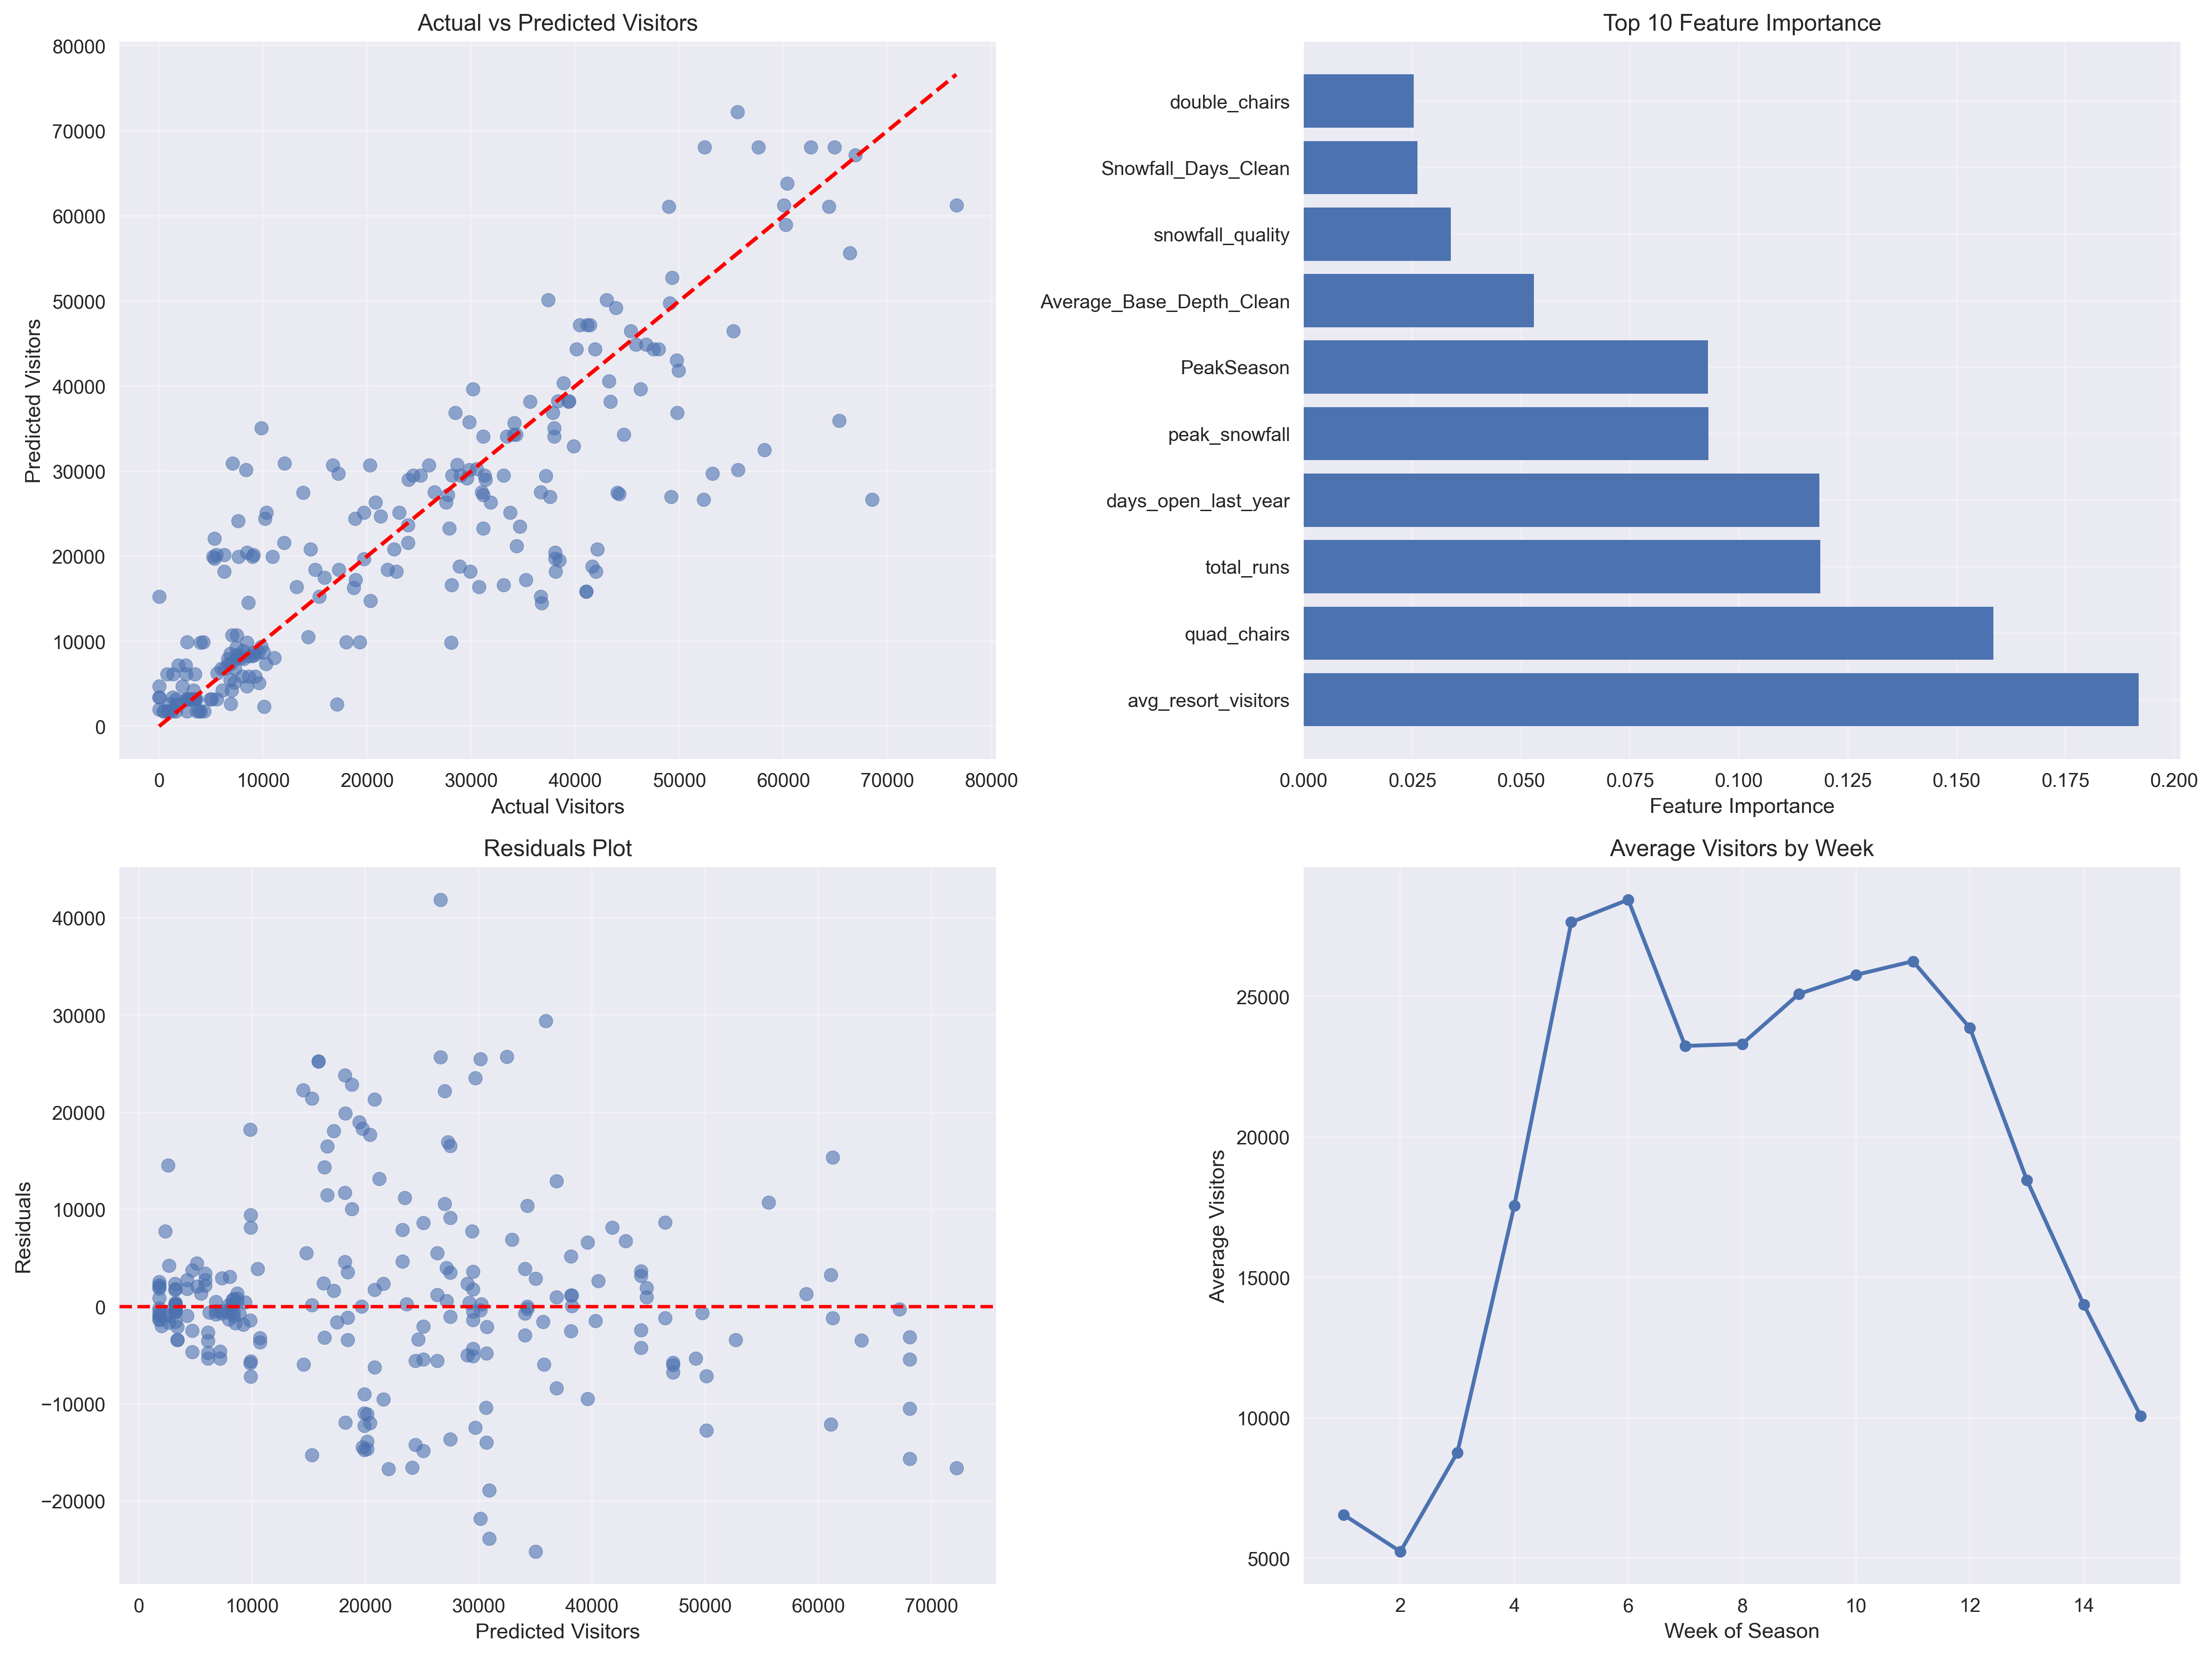 Actual vs Predicted Visitors
80000
70000
60000
50000
40000
30000
20000
10000
0
Predicted Visitors
0 10000 20000 30000 40000 50000 60000 70000 80000
Actual Visitors
Top 10 Feature Importance
double_chairs
Snowfall_Days_Clean
snowfall_quality
Average_Base_Depth_Clean
PeakSeason
peak_snowfall
days_open_last_year
total_runs
quad_chairs
avg_resort_visitors
0.000 0.025 0.050 0.075 0.100 0.125 0.150 0.175 0.200
Feature Importance
Residuals Plot
40000
30000
20000
10000
0
−10000
−20000
Residuals
0 10000 20000 30000 40000 50000 60000 70000
Predicted Visitors
Average Visitors by Week
25000
20000
15000
10000
5000
Average Visitors
2 4 6 8 10 12 14
Week of Season